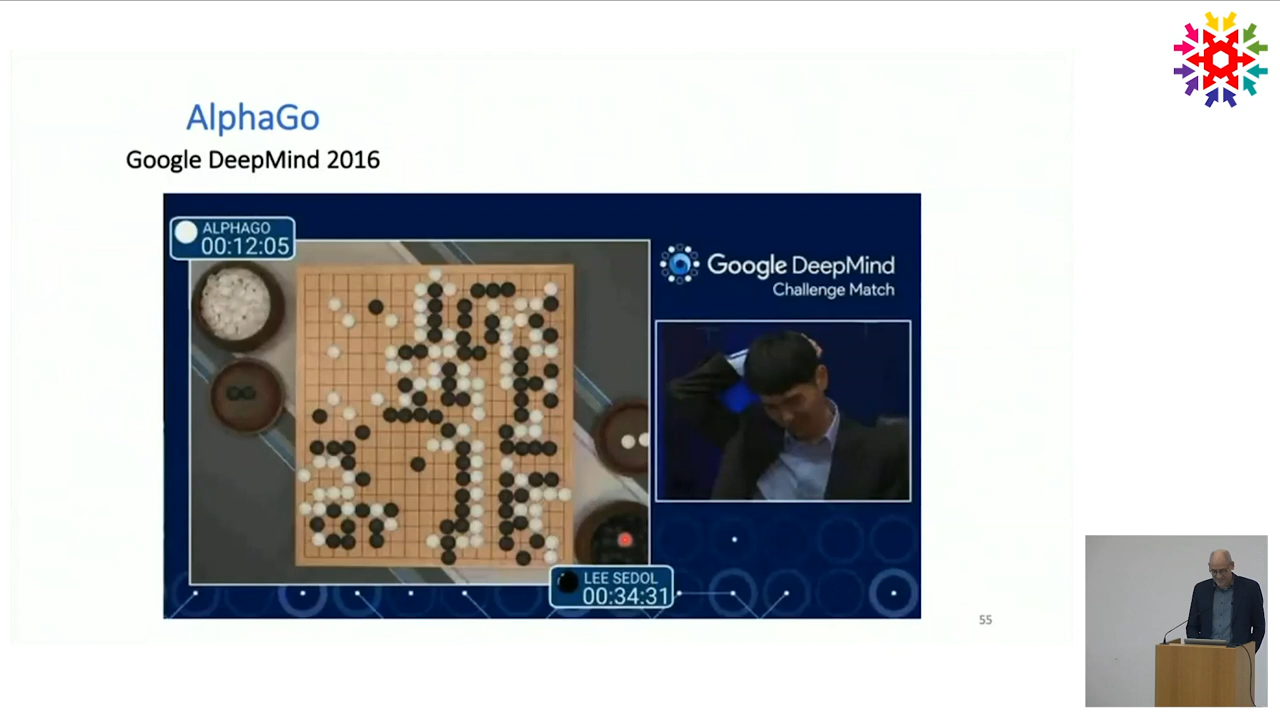 AlphaGo
Google DeepMind 2016
ALPHAGO
00:12:05
Google DeepMind
Challenge Match
LEE SEDOL
00:34:31
55